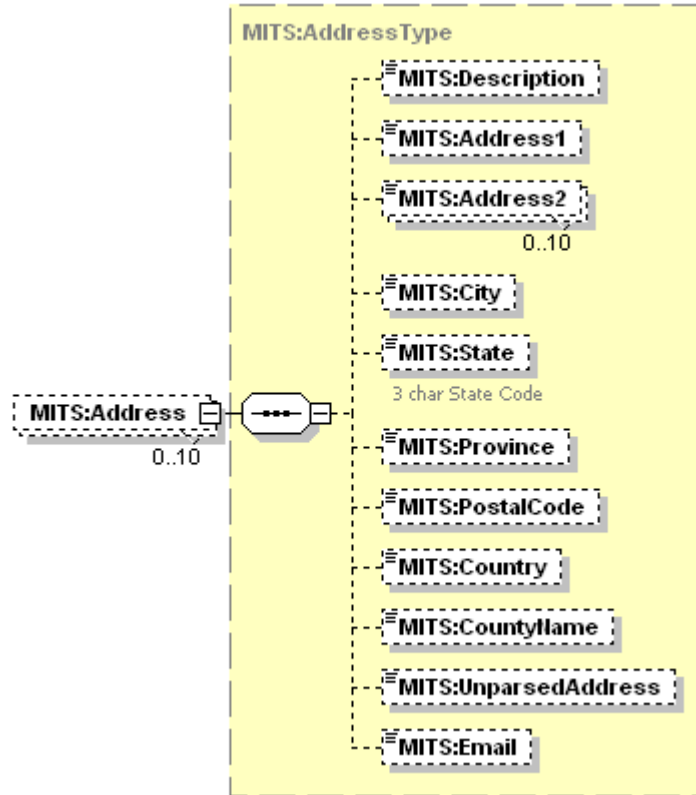 MITS:AddressType
MITS:Description
MITS:Address1
MITS:Address2
0..10
MITS:City
MITS:State
3 char State Code
MITS:Address
0..10
MITS:Province
MITS:PostalCode
MITS:Country
MITS:CountyName
MITS:UnparsedAddress
MITS:Email